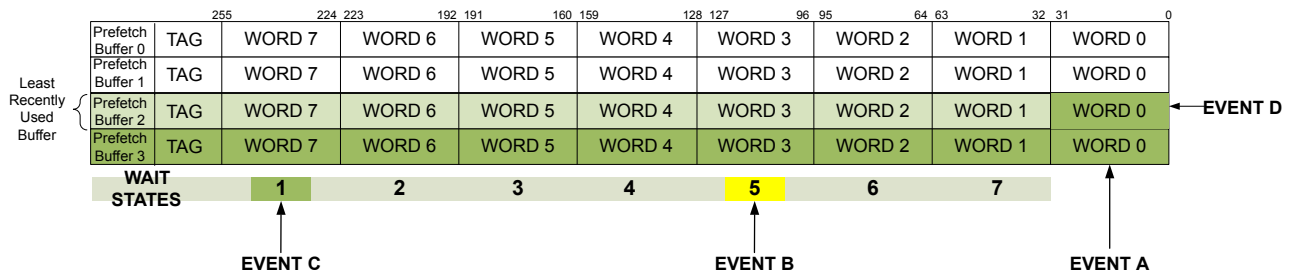 255 224 223 192 191 160 159 128 127 96 95 64 63 32 31 0
Prefetch Buffer 0 TAG WORD 7 WORD 6 WORD 5 WORD 4 WORD 3 WORD 2 WORD 1 WORD 0
Prefetch Buffer 1 TAG WORD 7 WORD 6 WORD 5 WORD 4 WORD 3 WORD 2 WORD 1 WORD 0
Least Recently Used Buffer
Prefetch Buffer 2 TAG WORD 7 WORD 6 WORD 5 WORD 4 WORD 3 WORD 2 WORD 1 WORD 0 EVENT D
Prefetch Buffer 3 TAG WORD 7 WORD 6 WORD 5 WORD 4 WORD 3 WORD 2 WORD 1 WORD 0
WAIT STATES 1 2 3 4 5 6 7
EVENT C EVENT B EVENT A